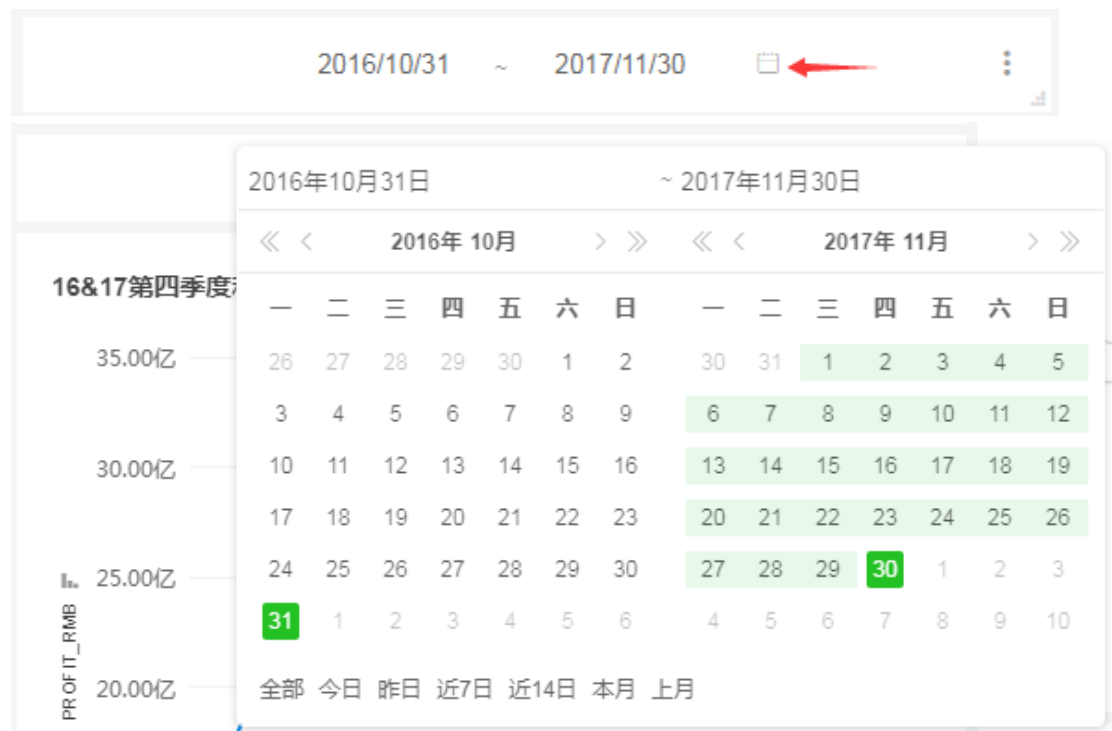 2016/10/31 ~ 2017/11/30
2016年10月31日 ~ 2017年11月30日
2016年 10月 2017年 11月
16&17第四季度
一 二 三 四 五 六 日 一 二 三 四 五 六 日
35.00亿
26 27 28 29 30 1 2 30 31 1 2 3 4 5
3 4 5 6 7 8 9 6 7 8 9 10 11 12
30.00亿
10 11 12 13 14 15 16 13 14 15 16 17 18 19
17 18 19 20 21 22 23 20 21 22 23 24 25 26
25.00亿
24 25 26 27 28 29 30 27 28 29 30 1 2 3
31 1 2 3 4 5 6 4 5 6 7 8 9 10
PROFIT_RMB
20.00亿
全部 今日 昨日 近7日 近14日 本月 上月